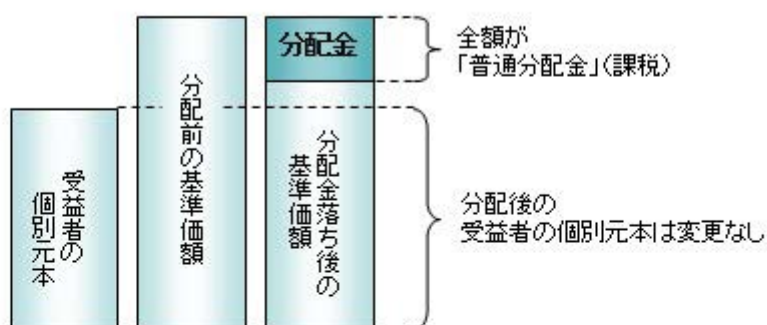 受益者の
個別元本
分配前の基準価額
分配金
分配金落ち後の
基準価額
全額が
「普通分配金」(課税)
分配後の
受益者の個別元本は変更なし